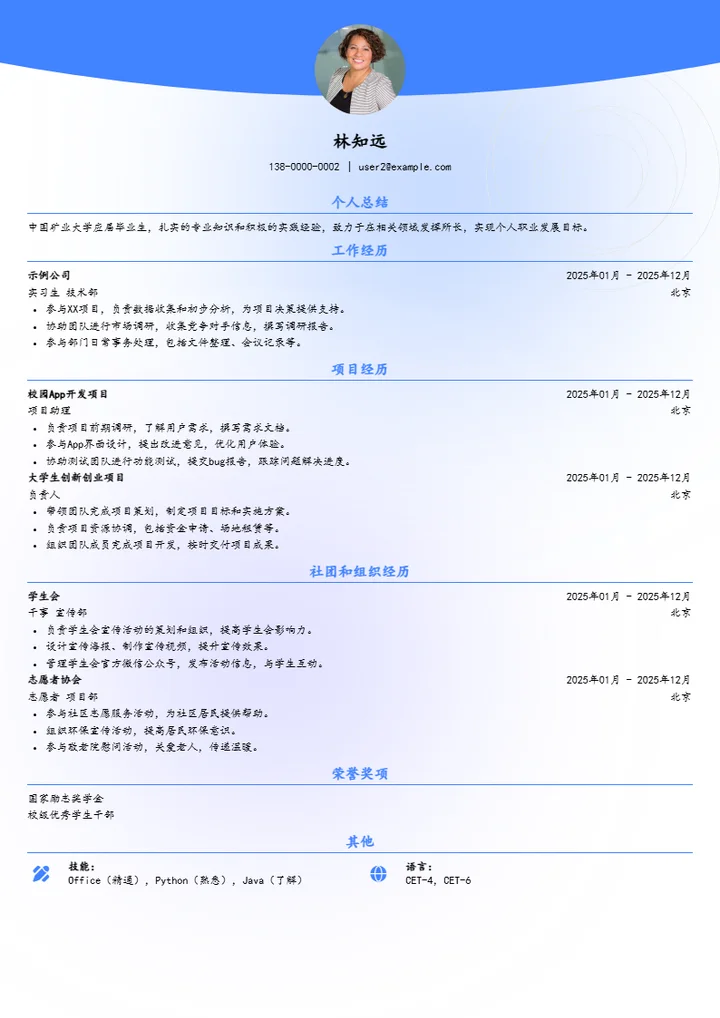 林知远
138-0000-0002 | user2@example.com
个人总结
中国矿业大学应届毕业生，扎实的专业知识和积极的实践经验，致力于在相关领域发挥所长，实现个人职业发展目标。
工作经历
示例公司 2025年01月 - 2025年12月
实习生 技术部 北京
• 参与XX项目，负责数据收集和初步分析，为项目决策提供支持。
• 协助团队进行市场调研，收集竞争对手信息，撰写调研报告。
• 参与部门日常事务处理，包括文件整理、会议记录等。
项目经历
校园App开发项目 2025年01月 - 2025年12月
项目助理 北京
• 负责项目前期调研，了解用户需求，撰写需求文档。
• 参与App界面设计，提出改进意见，优化用户体验。
• 协助测试团队进行功能测试，提交bug报告，跟踪问题解决进度。
大学生创新创业项目 2025年01月 - 2025年12月
负责人 北京
• 带领团队完成项目策划，制定项目目标和实施方案。
• 负责项目资源协调，包括资金申请、场地租赁等。
• 组织团队成员完成项目开发，按时交付项目成果。
社团和组织经历
学生会 2025年01月 - 2025年12月
干事 宣传部 北京
• 负责学生会宣传活动的策划和组织，提高学生会影响力。
• 设计宣传海报、制作宣传视频，提升宣传效果。
• 管理学生会官方微信公众号，发布活动信息，与学生互动。
志愿者协会 2025年01月 - 2025年12月
志愿者 项目部 北京
• 参与社区志愿服务活动，为社区居民提供帮助。
• 组织环保宣传活动，提高居民环保意识。
• 参与敬老院慰问活动，关爱老人，传递温暖。
荣誉奖项
国家励志奖学金
校级优秀学生干部
其他
技能：
Office（精通）, Python（熟悉）, Java（了解）
语言：
CET-4, CET-6